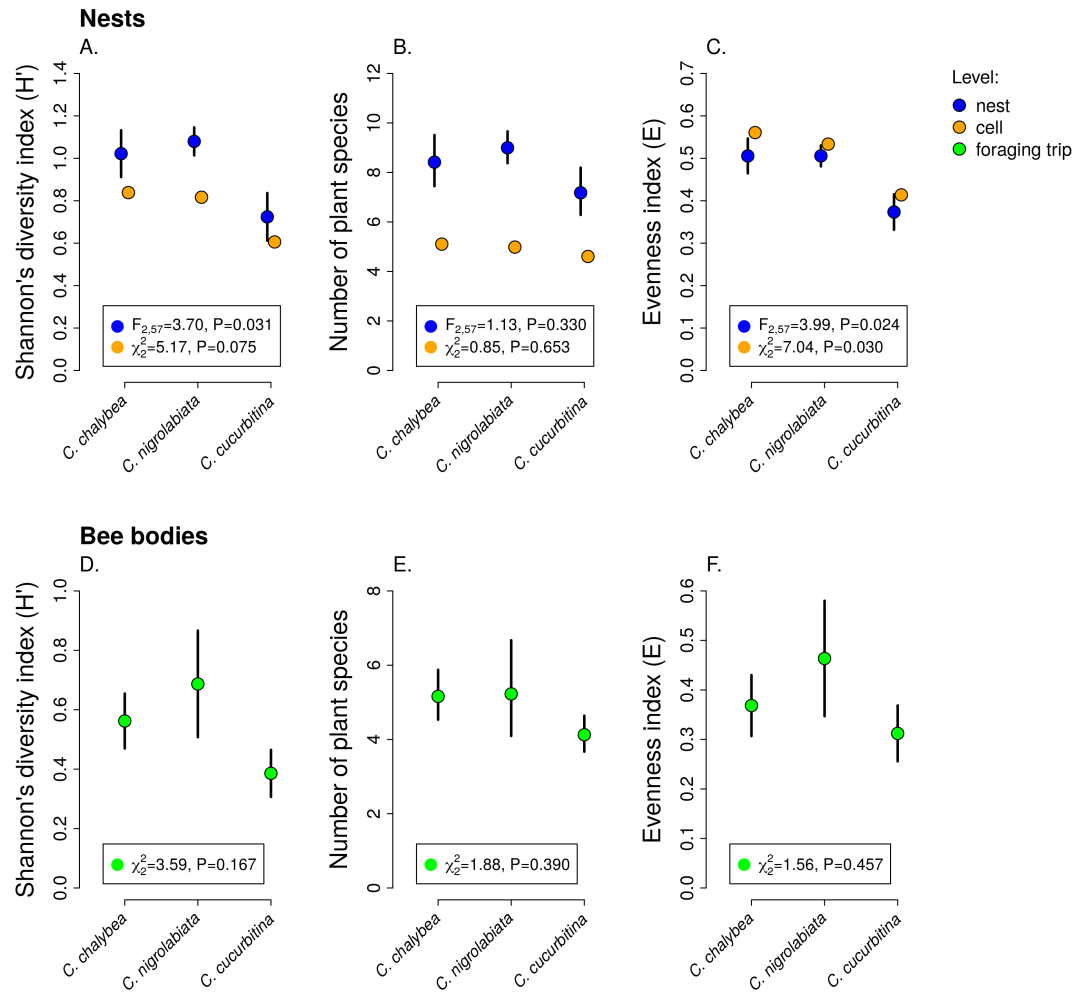 Nests
A.
B.
C.
Shannon's diversity index (H')
0.0 0.2 0.4 0.6 0.8 1.0 1.2 1.4
F2,57=3.70, P=0.031
χ²2=5.17, P=0.075
C. chalybea
C. nigrolabiata
C. cucurbitina
Number of plant species
0 2 4 6 8 10 12
F2,57=1.13, P=0.330
χ²2=0.85, P=0.653
C. chalybea
C. nigrolabiata
C. cucurbitina
Evenness index (E)
0.0 0.1 0.2 0.3 0.4 0.5 0.6 0.7
F2,57=3.99, P=0.024
χ²2=7.04, P=0.030
C. chalybea
C. nigrolabiata
C. cucurbitina
Level:
nest
cell
foraging trip
Bee bodies
D.
E.
F.
Shannon's diversity index (H')
0.0 0.2 0.4 0.6 0.8 1.0
χ²2=3.59, P=0.167
C. chalybea
C. nigrolabiata
C. cucurbitina
Number of plant species
0 2 4 6 8
χ²2=1.88, P=0.390
C. chalybea
C. nigrolabiata
C. cucurbitina
Evenness index (E)
0.0 0.1 0.2 0.3 0.4 0.5 0.6
χ²2=1.56, P=0.457
C. chalybea
C. nigrolabiata
C. cucurbitina